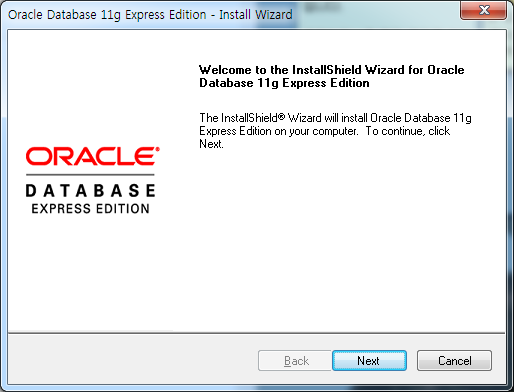 Oracle Database 11g Express Edition - Install Wizard
Welcome to the InstallShield Wizard for Oracle
Database 11g Express Edition
The InstallShield® Wizard will install Oracle Database 11g
Express Edition on your computer. To continue, click
Next.
ORACLE®
DATABASE
EXPRESS EDITION
Back
Next
Cancel